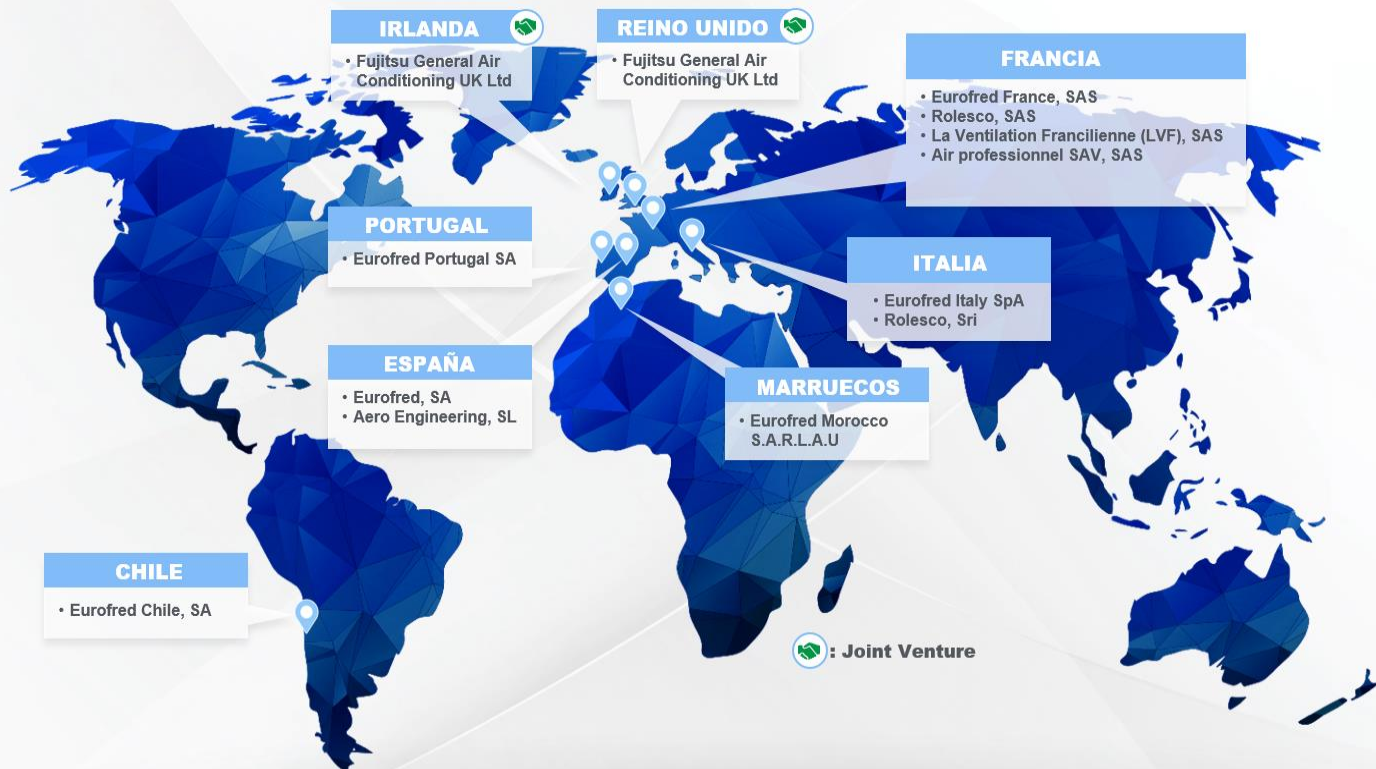 IRLANDA
• Fujitsu General Air
Conditioning UK Ltd
REINO UNIDO
• Fujitsu General Air
Conditioning UK Ltd
FRANCIA
• Eurofred France, SAS
• Rolesco, SAS
• La Ventilation Francilienne (LVF), SAS
• Air professionnel SAV, SAS
PORTUGAL
• Eurofred Portugal SA
ITALIA
• Eurofred Italy SpA
• Rolesco, Sri
ESPAÑA
• Eurofred, SA
• Aero Engineering, SL
MARRUECOS
• Eurofred Morocco
S.A.R.L.A.U
CHILE
• Eurofred Chile, SA
: Joint Venture